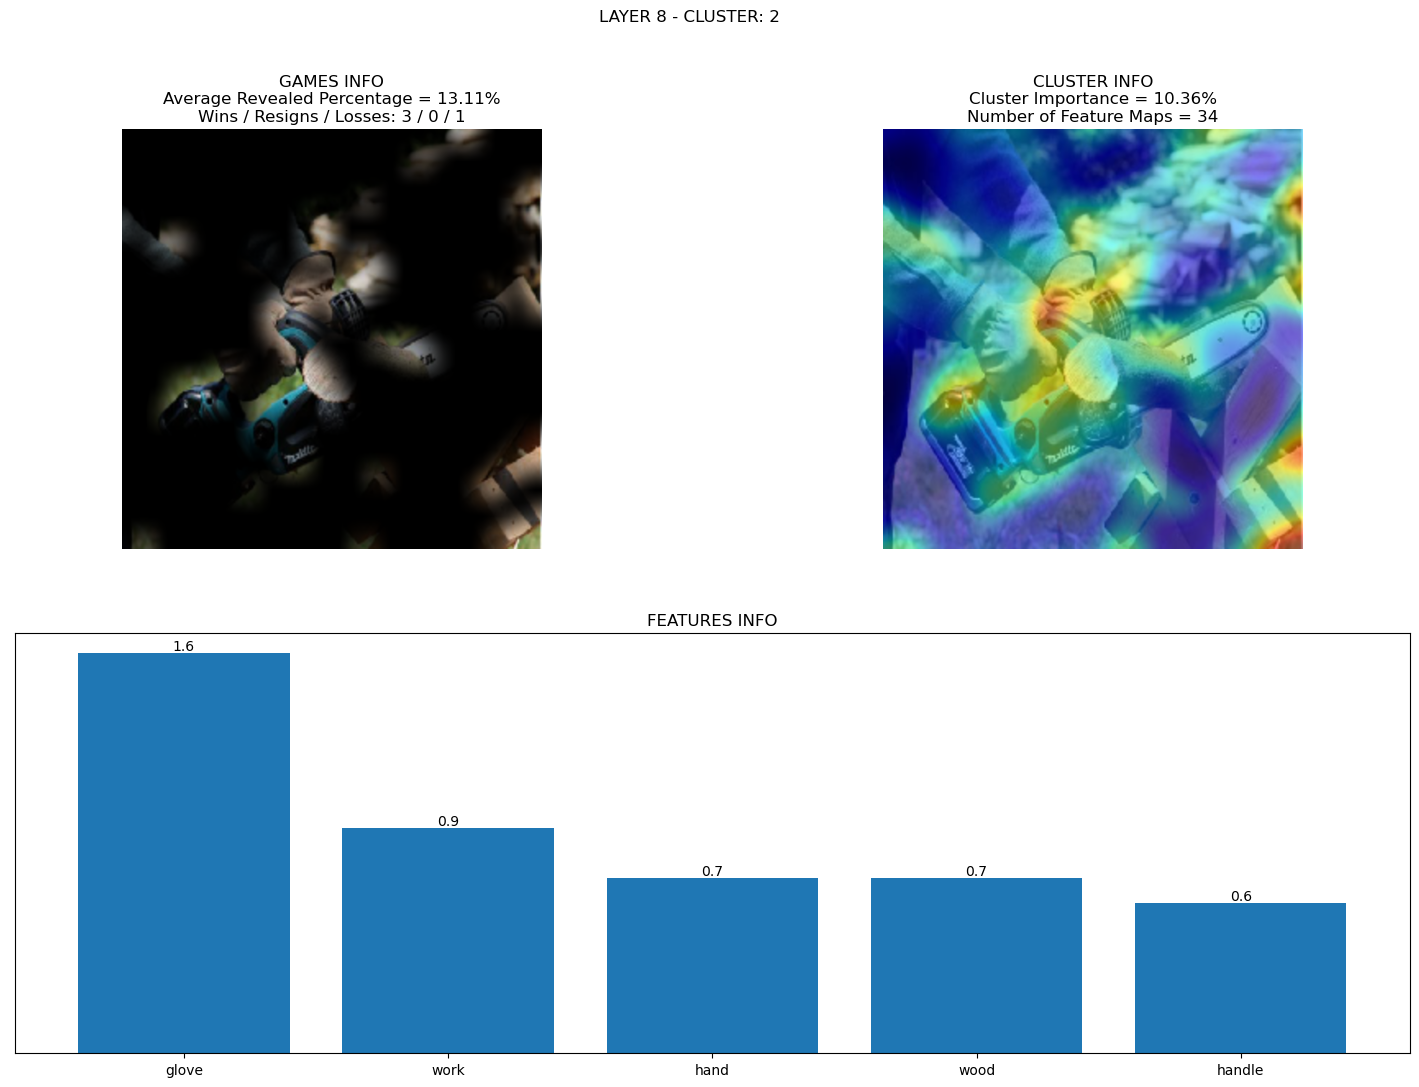 LAYER 8 - CLUSTER: 2
GAMES INFO
Average Revealed Percentage = 13.11%
Wins / Resigns / Losses: 3 / 0 / 1
CLUSTER INFO
Cluster Importance = 10.36%
Number of Feature Maps = 34
FEATURES INFO
1.6
0.9
0.7
0.7
0.6
glove
work
hand
wood
handle